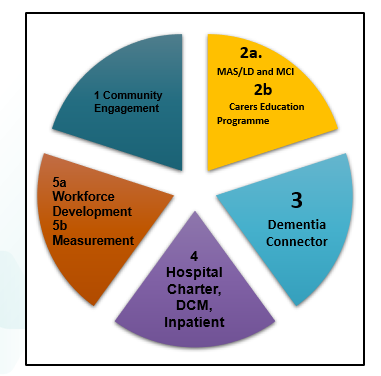 1 Community
Engagement
2a.
MAS/LD and MCI
2b
Carers Education
Programme
3
Dementia
Connector
4
Hospital
Charter,
DCM,
Inpatient
5a
Workforce
Development
5b
Measurement